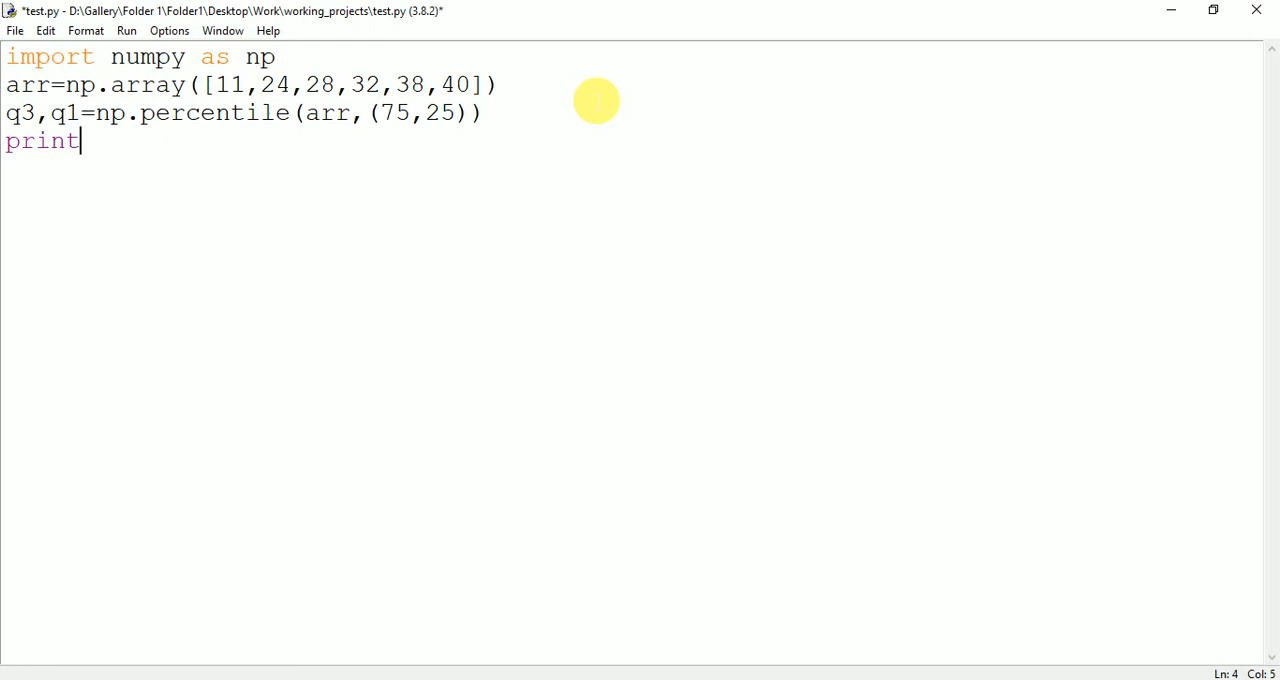 *test.py - D:\Gallery\Folder 1\Folder1\Desktop\Work\working_projects\test.py (3.8.2)*
File Edit Format Run Options Window Help
import numpy as np
arr=np.array([11,24,28,32,38,40])
q3,q1=np.percentile(arr,(75,25))
print
Ln: 4 Col: 5